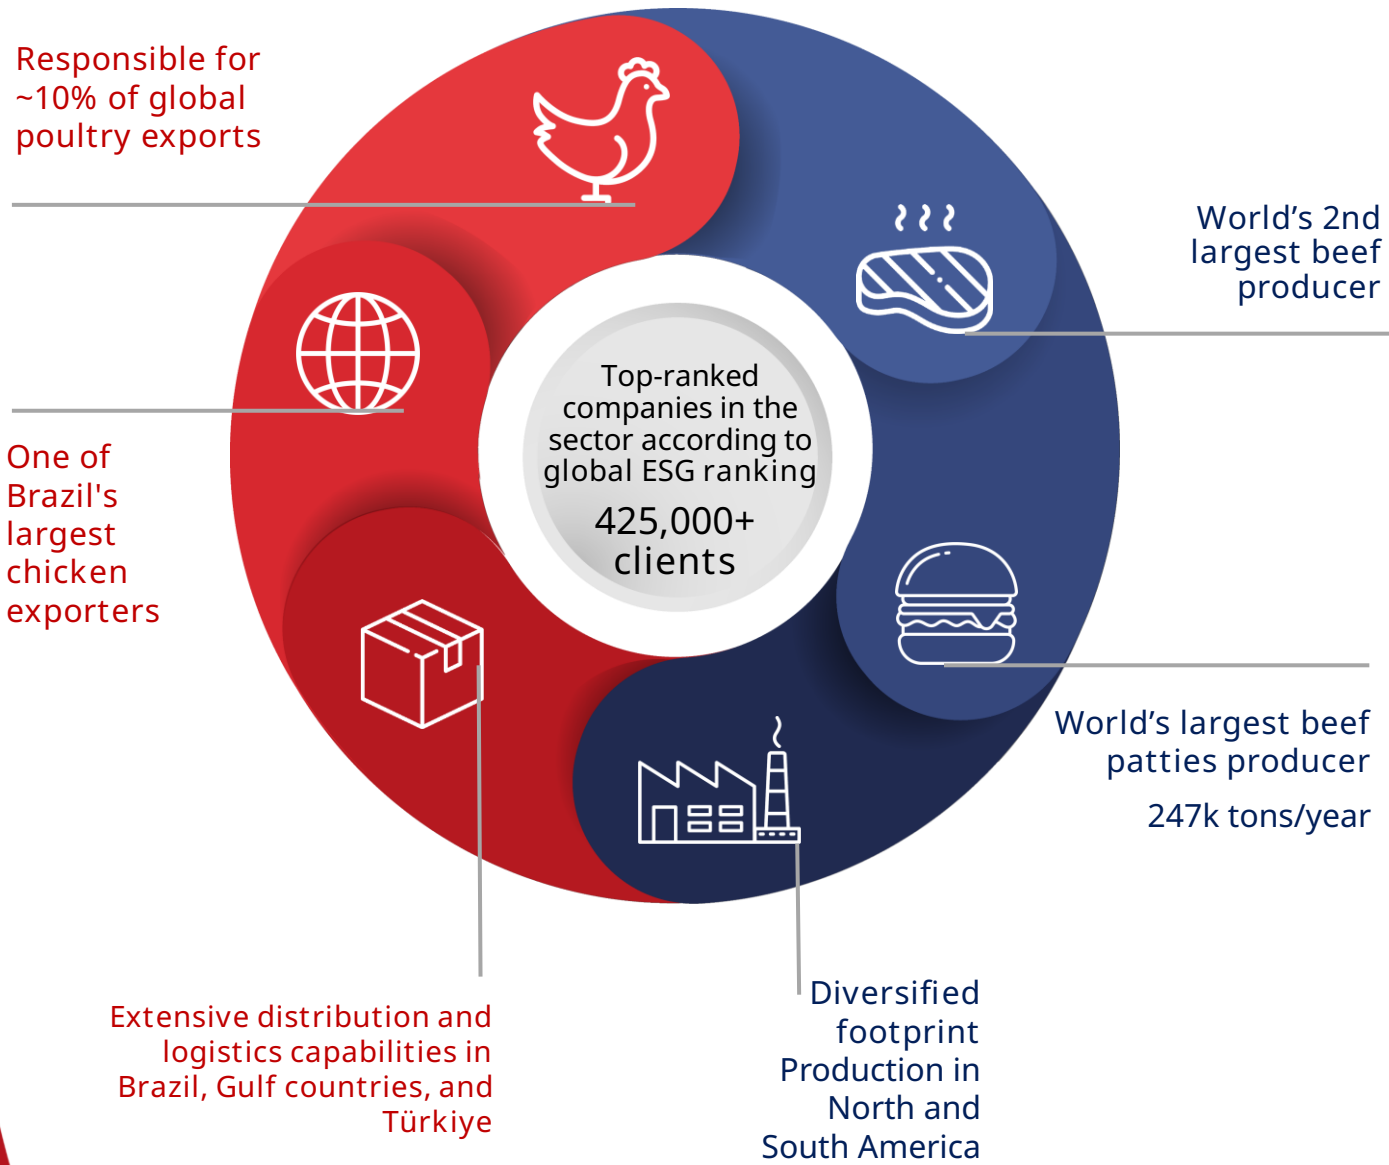 Responsible for
~10% of global
poultry exports
World’s 2nd
largest beef
producer
Top-ranked
companies in the
sector according to
global ESG ranking
425,000+
clients
One of
Brazil's
largest
chicken
exporters
World’s largest beef
patties producer
247k tons/year
Extensive distribution and
logistics capabilities in
Brazil, Gulf countries, and
Türkiye
Diversified
footprint
Production in
North and
South America